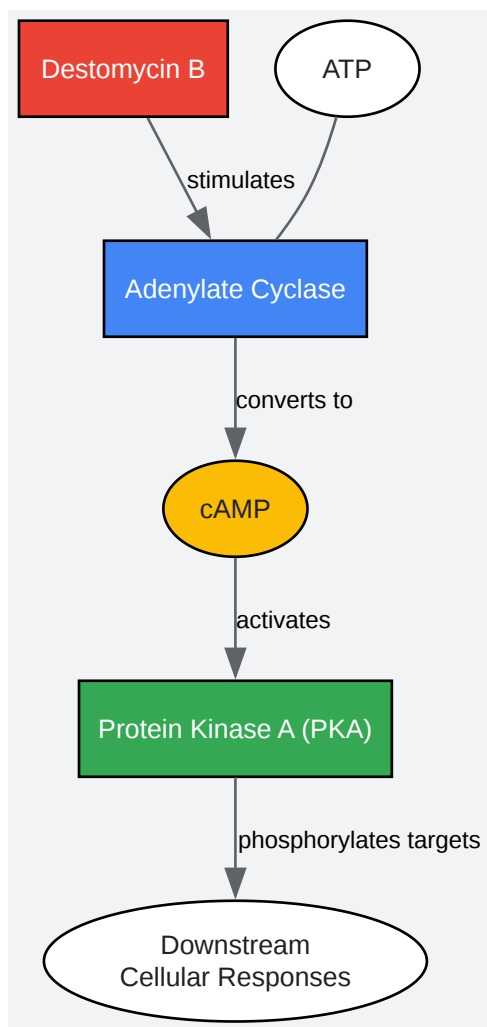 Destomycin B
ATP
stimulates
Adenylate Cyclase
converts to
cAMP
activates
Protein Kinase A (PKA)
phosphorylates targets
Downstream
Cellular Responses